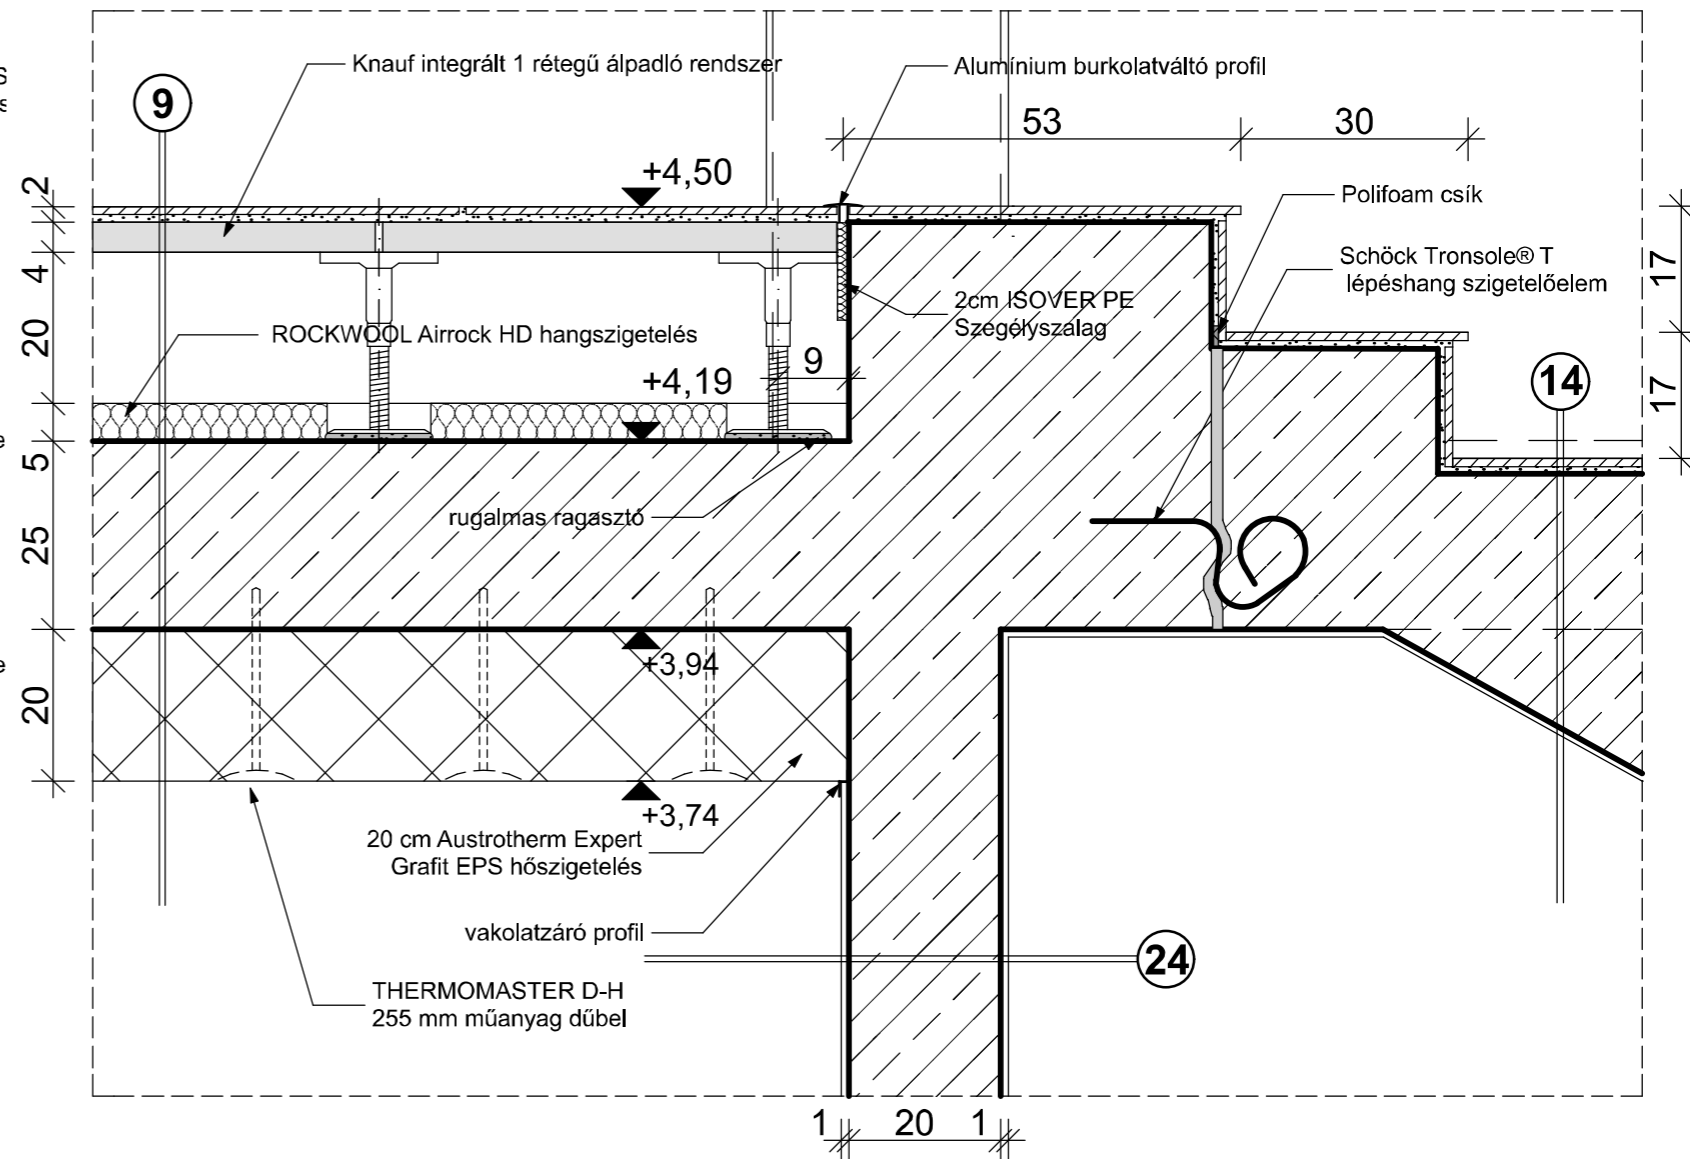 Knauf integrált 1 rétegű álpadló rendszer
Alumínium burkolatváltó profil
9
53
30
+4,50
Polifoam csík
2
Schöck Tronsole® T
lépéshang szigetelőelem
17
4
2cm ISOVER PE
Szegélyszalag
20
ROCKWOOL Airrock HD hangszigetelés
9
+4,19
14
17
5
rugalmas ragasztó
25
+3,94
20
+3,74
20 cm Austrotherm Expert
Grafit EPS hőszigetelés
vakolatzáró profil
24
THERMOMASTER D-H
255 mm műanyag dűbel
1
20
1